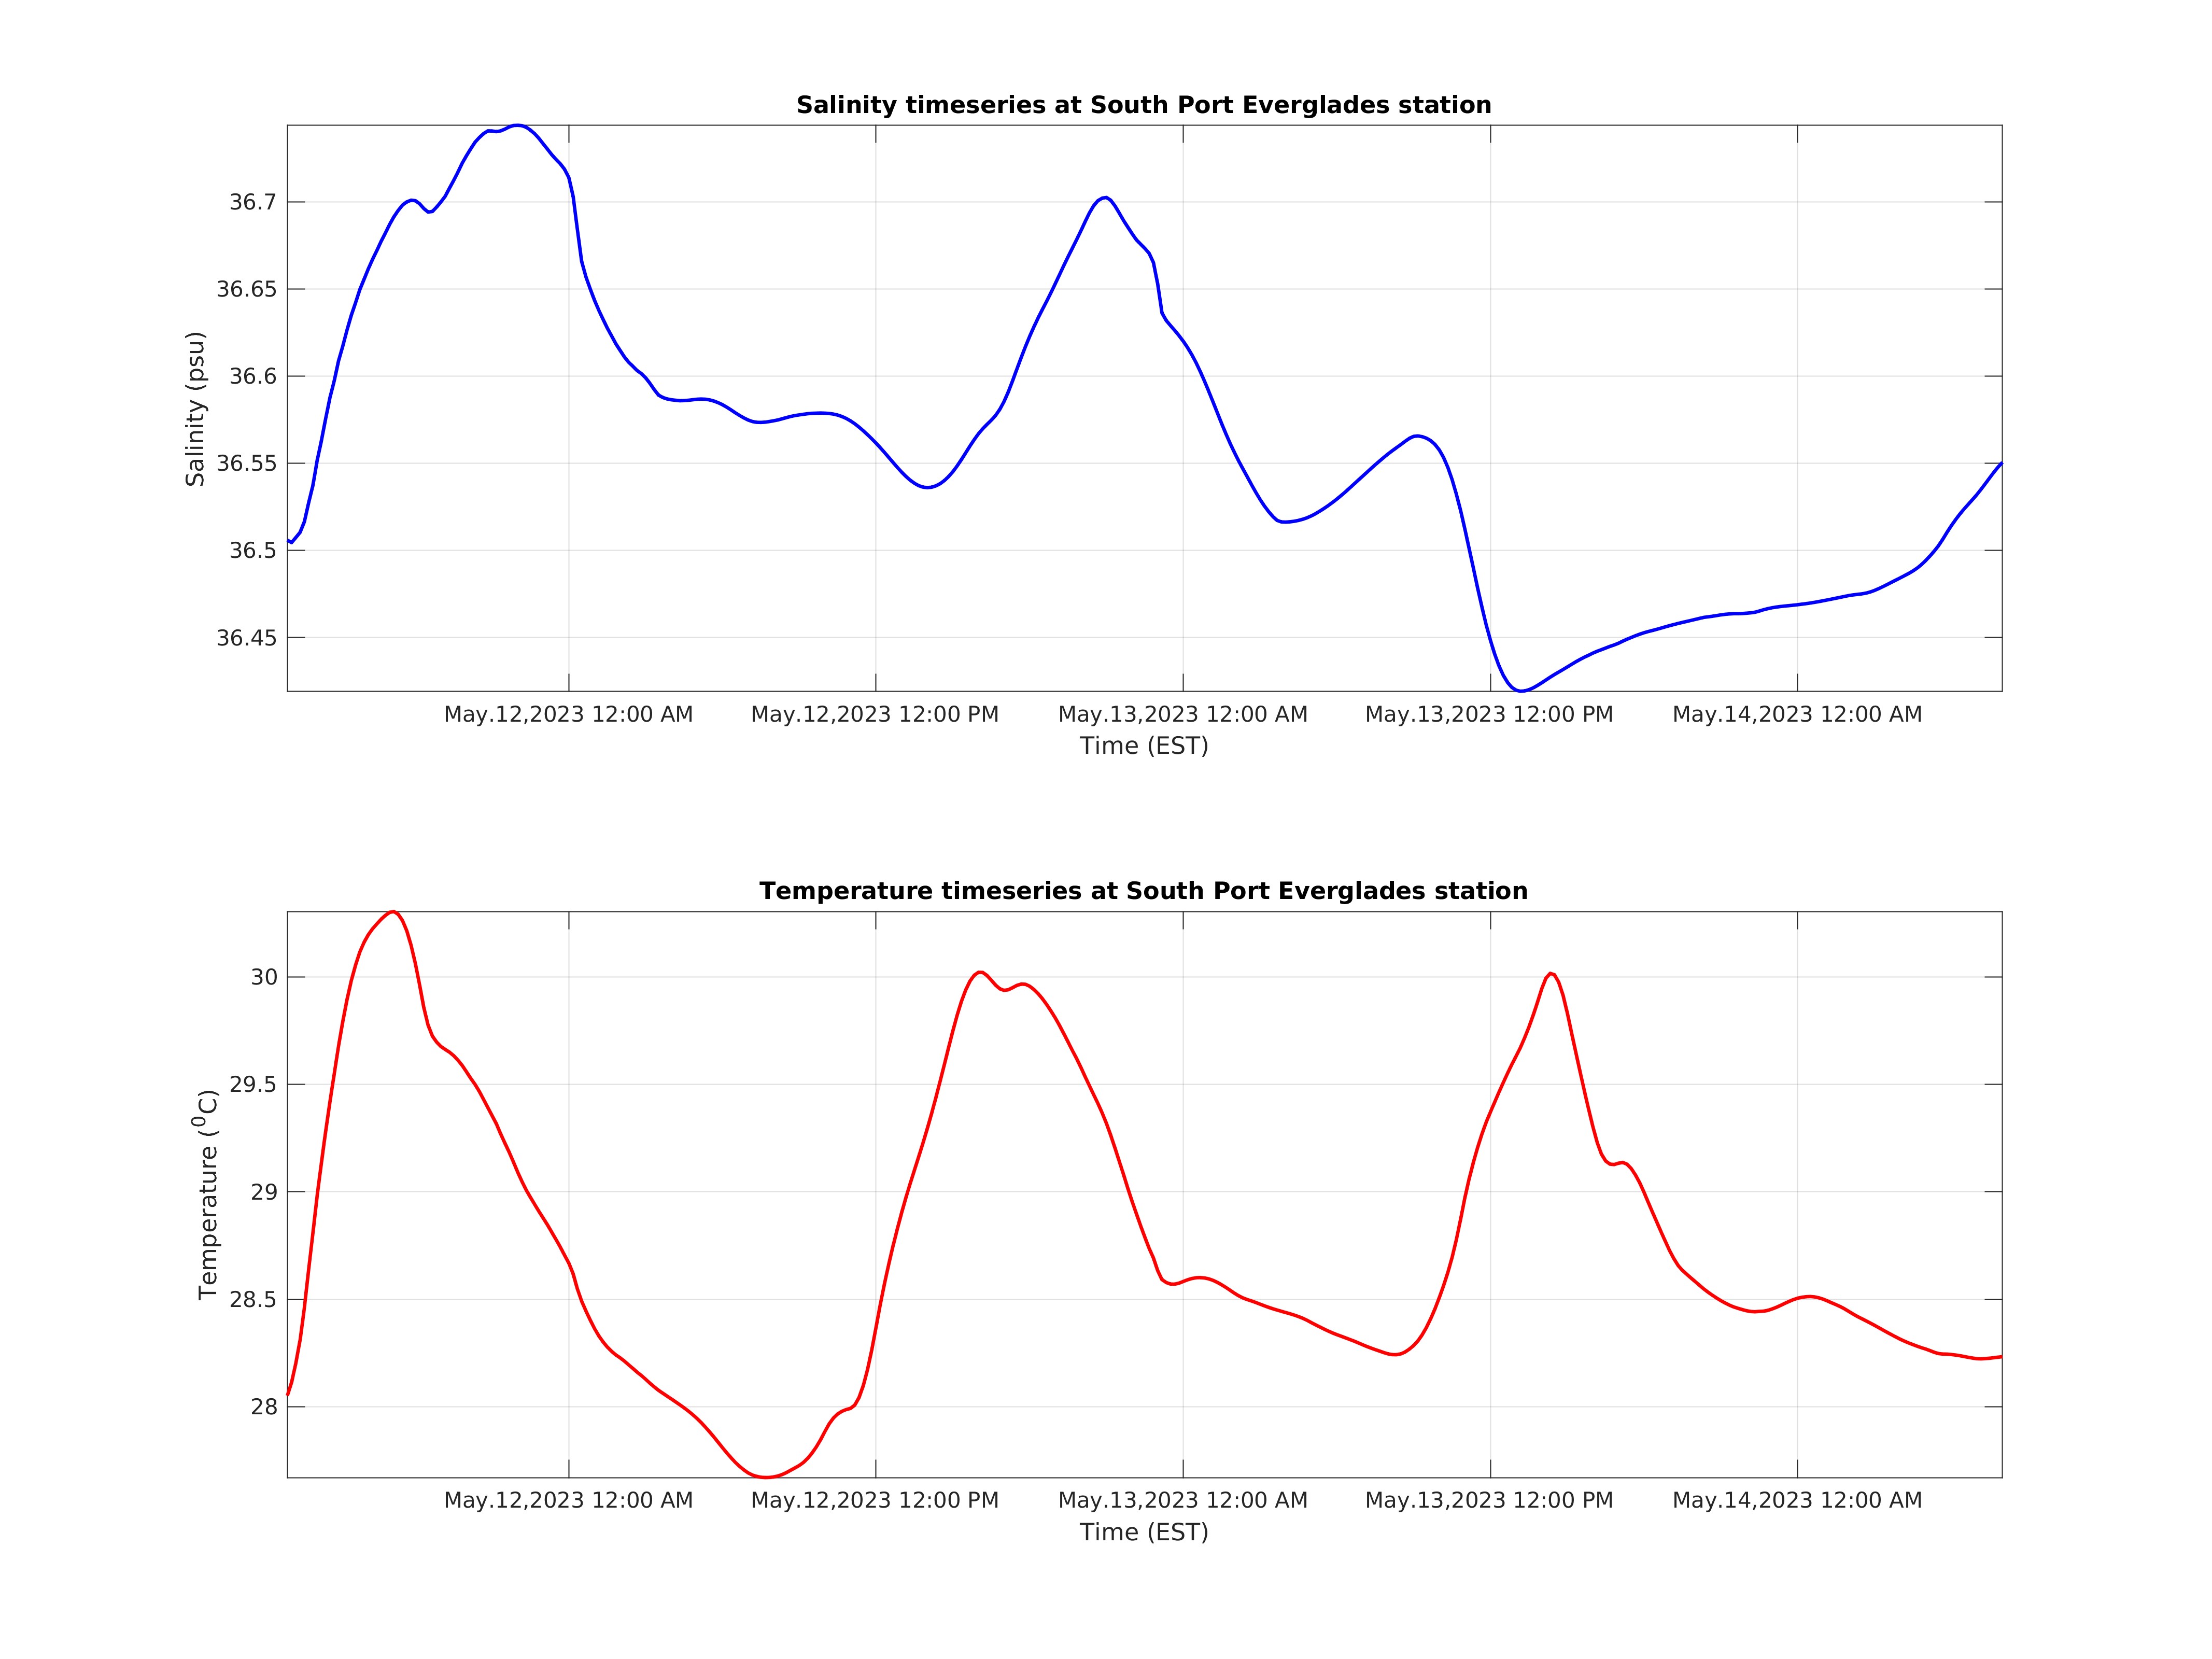 Salinity timeseries at South Port Everglades station
36.7
36.65
36.6
36.55
36.5
36.45
Salinity (psu)
May.12,2023 12:00 AM May.12,2023 12:00 PM May.13,2023 12:00 AM May.13,2023 12:00 PM May.14,2023 12:00 AM
Time (EST)
Temperature timeseries at South Port Everglades station
30
29.5
29
28.5
28
Temperature (⁰C)
May.12,2023 12:00 AM May.12,2023 12:00 PM May.13,2023 12:00 AM May.13,2023 12:00 PM May.14,2023 12:00 AM
Time (EST)